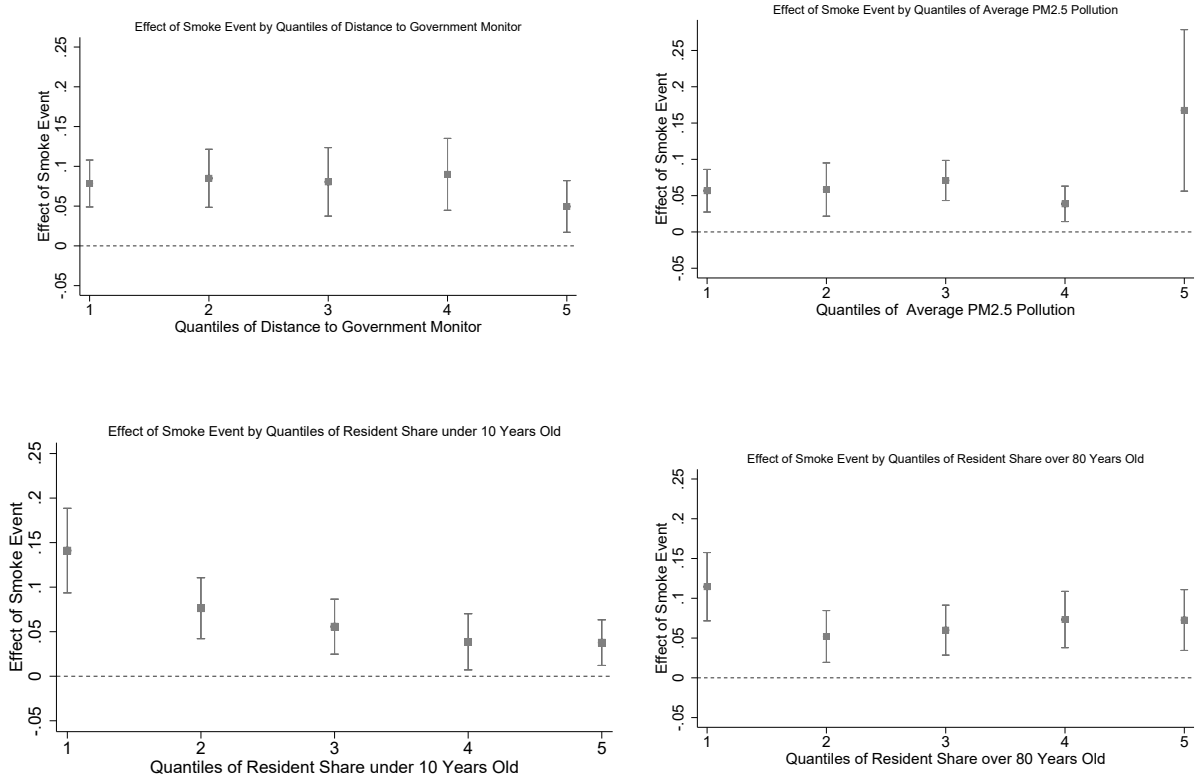 Effect of Smoke Event by Quantiles of Distance to Government Monitor
Effect of Smoke Event
.25
.2
.15
.1
.05
0
-.05
1 2 3 4 5
Quantiles of Distance to Government Monitor
Effect of Smoke Event by Quantiles of Average PM2.5 Pollution
Effect of Smoke Event
.25
.2
.15
.1
.05
0
-.05
1 2 3 4 5
Quantiles of Average PM2.5 Pollution
Effect of Smoke Event by Quantiles of Resident Share under 10 Years Old
Effect of Smoke Event
.25
.2
.15
.1
.05
0
-.05
1 2 3 4 5
Quantiles of Resident Share under 10 Years Old
Effect of Smoke Event by Quantiles of Resident Share over 80 Years Old
Effect of Smoke Event
.25
.2
.15
.1
.05
0
-.05
1 2 3 4 5
Quantiles of Resident Share over 80 Years Old